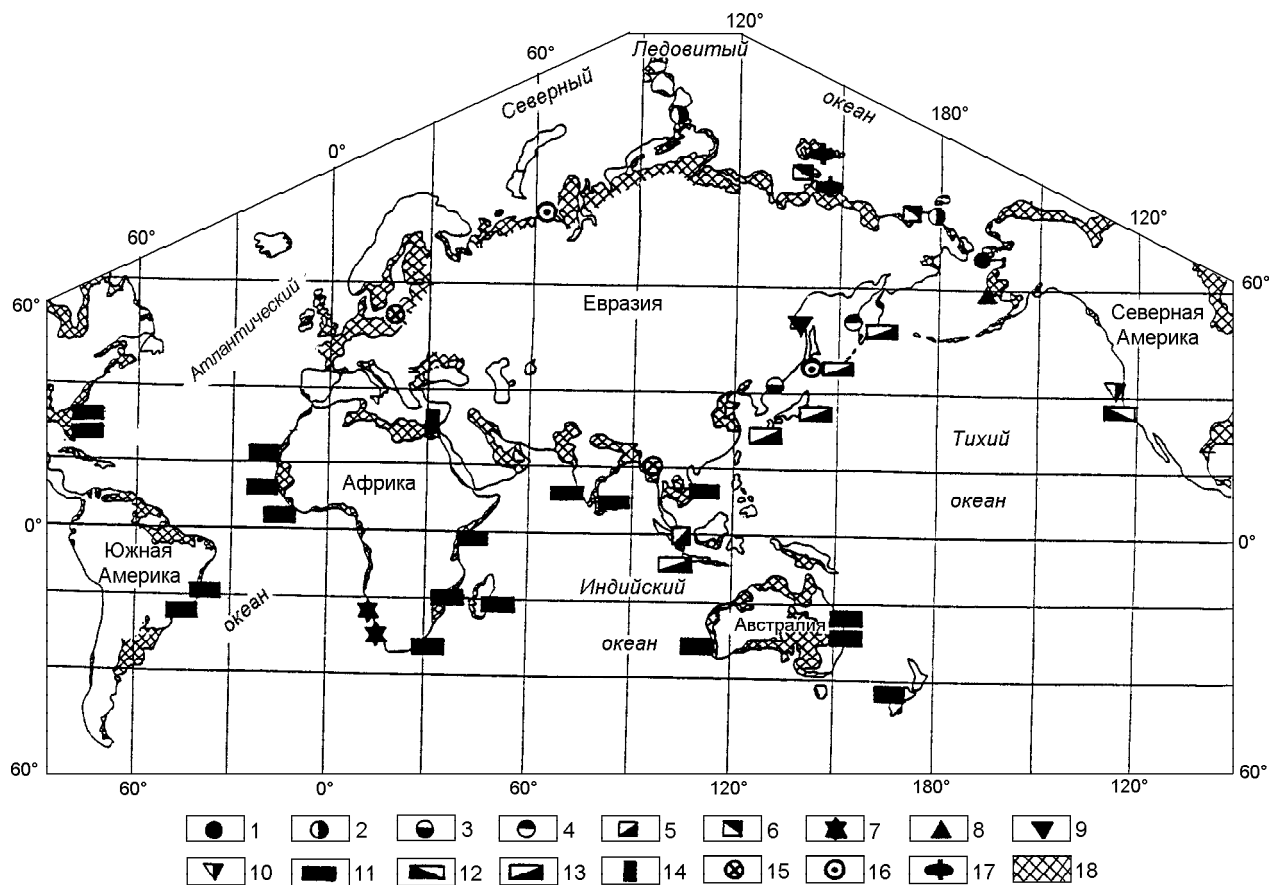 120°
60° Ледовитый
Северный океан 180°
0°
60° 120°
60° Атлантический Евразия Северная Америка 60°
Тихий
Африка океан
0° 0°
Южная Америка Индийский
океан Австралия
океан
60° 60°
60° 0° 60° 120° 180° 120°
1 2 3 4 5 6 7 8 9
10 11 12 13 14 15 16 17 18